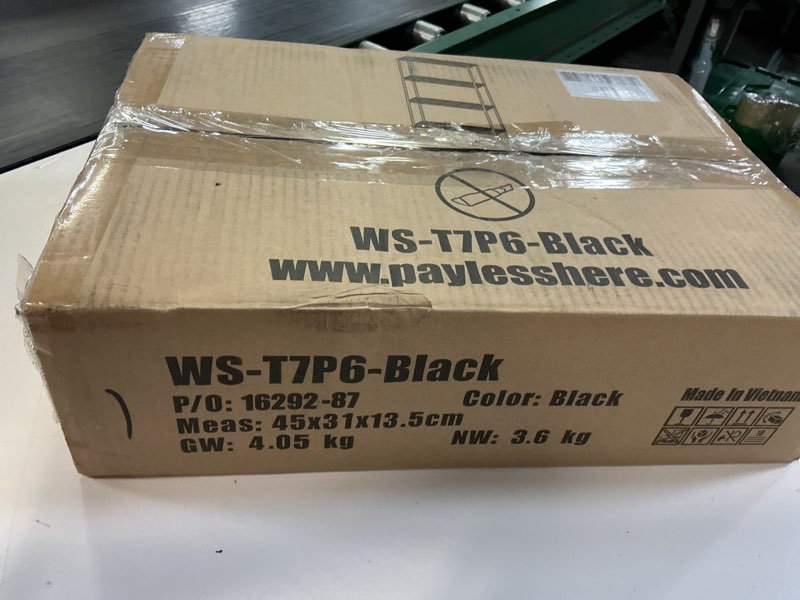 WS-T7P6-Black
www.paylesshere.com
WS-T7P6-Black
P/O: 16292-87 Color: Black
Meas: 45x31x13.5cm
GW: 4.05 kg NW: 3.6 kg
Made In Vietnam